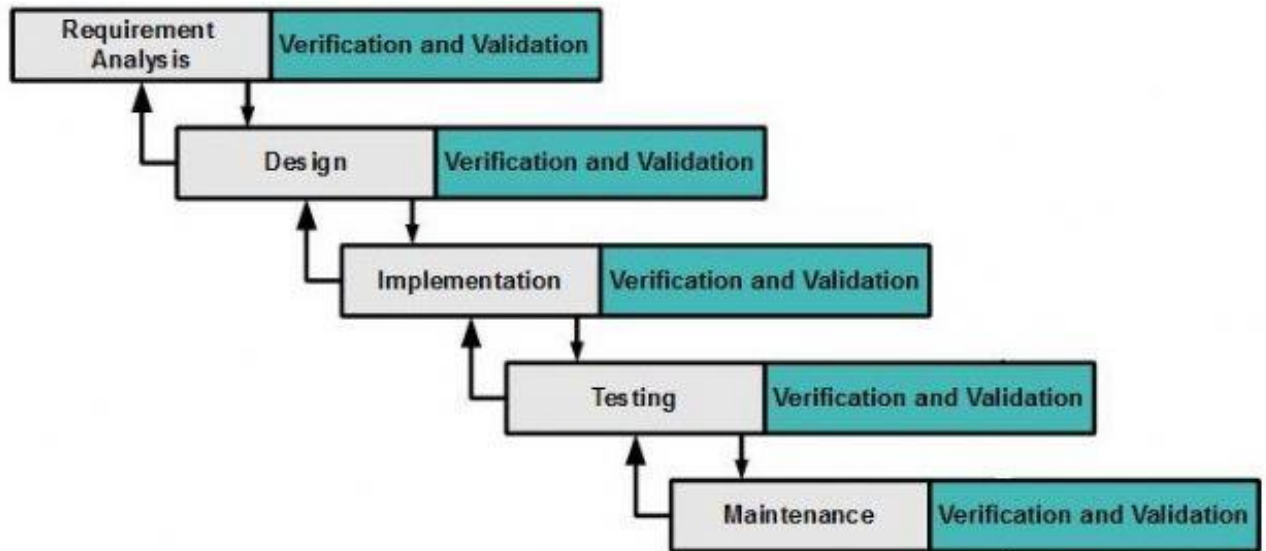 Requirement
Analysis
Verification and Validation
Design
Verification and Validation
Implementation
Verification and Validation
Testing
Verification and Validation
Maintenance
Verification and Validation